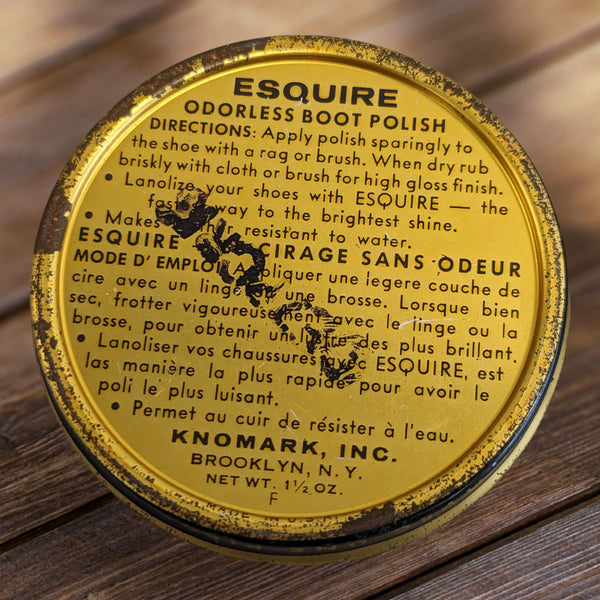 ESQUIRE
ODORLESS BOOT POLISH
DIRECTIONS: Apply polish sparingly to
the shoe with a rag or brush. When dry rub
briskly with cloth or brush for high gloss finish.
• Lanolize your shoes with ESQUIRE — the
way to the brightest shine.
• Makes resistant to water.
ESQUIRE CIRAGE SANS ODEUR
MODE D'EMPLOI Appliquer une legere couche de
cire avec un linge une brosse. Lorsque bien
sec, frotter vigoureusement avec le linge ou la
brosse, pour obtenir un des plus brillant.
• Lanoliser vos chaussures avec ESQUIRE, est
las manière la plus rapide pour avoir le
poli le plus luisant.
• Permet au cuir de résister à l'eau.
KNOMARK, INC.
BROOKLYN, N. Y.
NET WT. 1½ OZ.
F